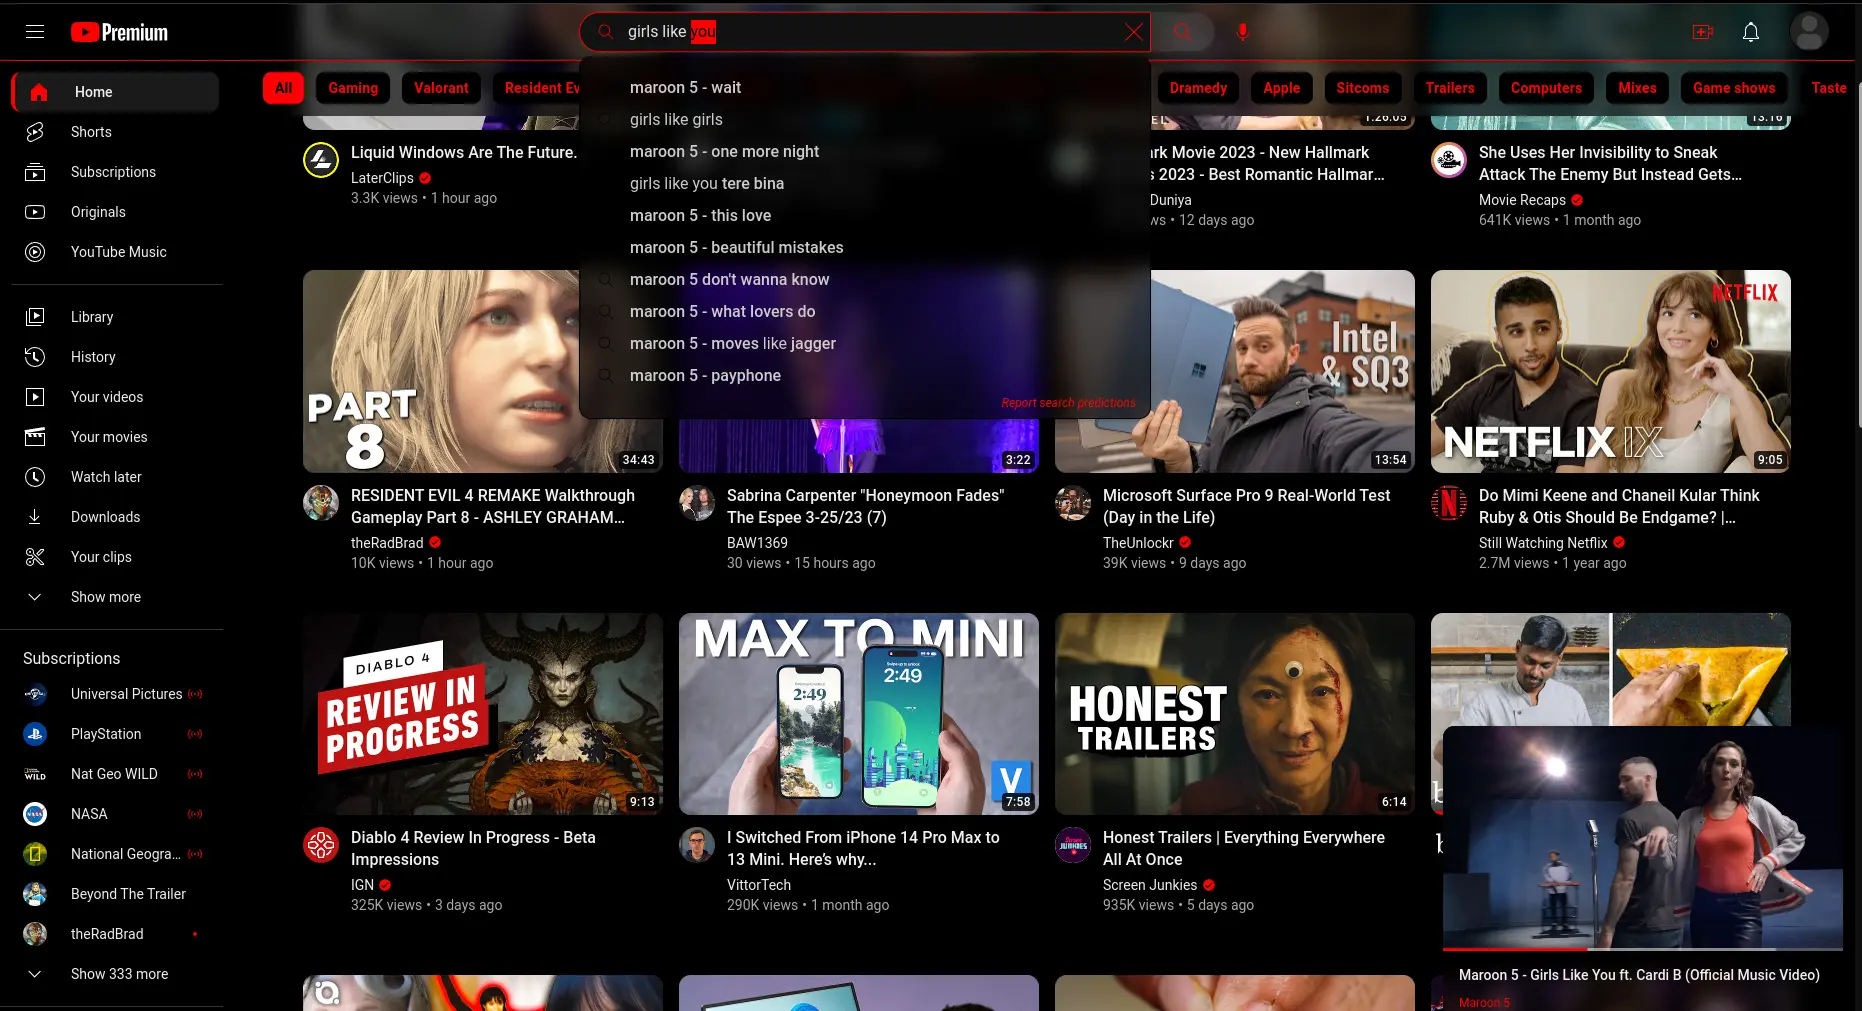 Premium
girls like you
Home
Shorts
Subscriptions
Originals
YouTube Music
Library
History
Your videos
Your movies
Watch later
Downloads
Your clips
Show more
Subscriptions
Universal Pictures
PlayStation
Nat Geo WILD
NASA
National Geogra...
Beyond The Trailer
theRadBrad
Show 333 more
All
Gaming
Valorant
Resident Ev
Dramedy
Apple
Sitcoms
Trailers
Computers
Mixes
Game shows
Taste
maroon 5 - wait
girls like girls
maroon 5 - one more night
girls like you tere bina
maroon 5 - this love
maroon 5 - beautiful mistakes
maroon 5 don't wanna know
maroon 5 - what lovers do
maroon 5 - moves like jagger
maroon 5 - payphone
Report search predictions
Liquid Windows Are The Future.
LaterClips
3.3K views • 1 hour ago
1:26:05
rk Movie 2023 - New Hallmark
s 2023 - Best Romantic Hallmar...
Duniya
ws • 12 days ago
13:16
She Uses Her Invisibility to Sneak
Attack The Enemy But Instead Gets...
Movie Recaps
641K views • 1 month ago
PART
8
34:43
RESIDENT EVIL 4 REMAKE Walkthrough
Gameplay Part 8 - ASHLEY GRAHAM...
theRadBrad
10K views • 1 hour ago
3:22
Sabrina Carpenter "Honeymoon Fades"
The Espee 3-25/23 (7)
BAW1369
30 views • 15 hours ago
Intel
& SQ3
13:54
Microsoft Surface Pro 9 Real-World Test
(Day in the Life)
TheUnlockr
39K views • 9 days ago
NETFLIX
NETFLIX IX
9:05
Do Mimi Keene and Chaneil Kular Think
Ruby & Otis Should Be Endgame? |...
Still Watching Netflix
2.7M views • 1 year ago
DIABLO 4
REVIEW IN
PROGRESS
9:13
Diablo 4 Review In Progress - Beta
Impressions
IGN
325K views • 3 days ago
MAX TO MINI
2:49
2:49
V
7:58
I Switched From iPhone 14 Pro Max to
13 Mini. Here's why...
VittorTech
290K views • 1 month ago
HONEST
TRAILERS
6:14
Honest Trailers | Everything Everywhere
All At Once
Screen Junkies
935K views • 5 days ago
Maroon 5 - Girls Like You ft. Cardi B (Official Music Video)
Maroon 5